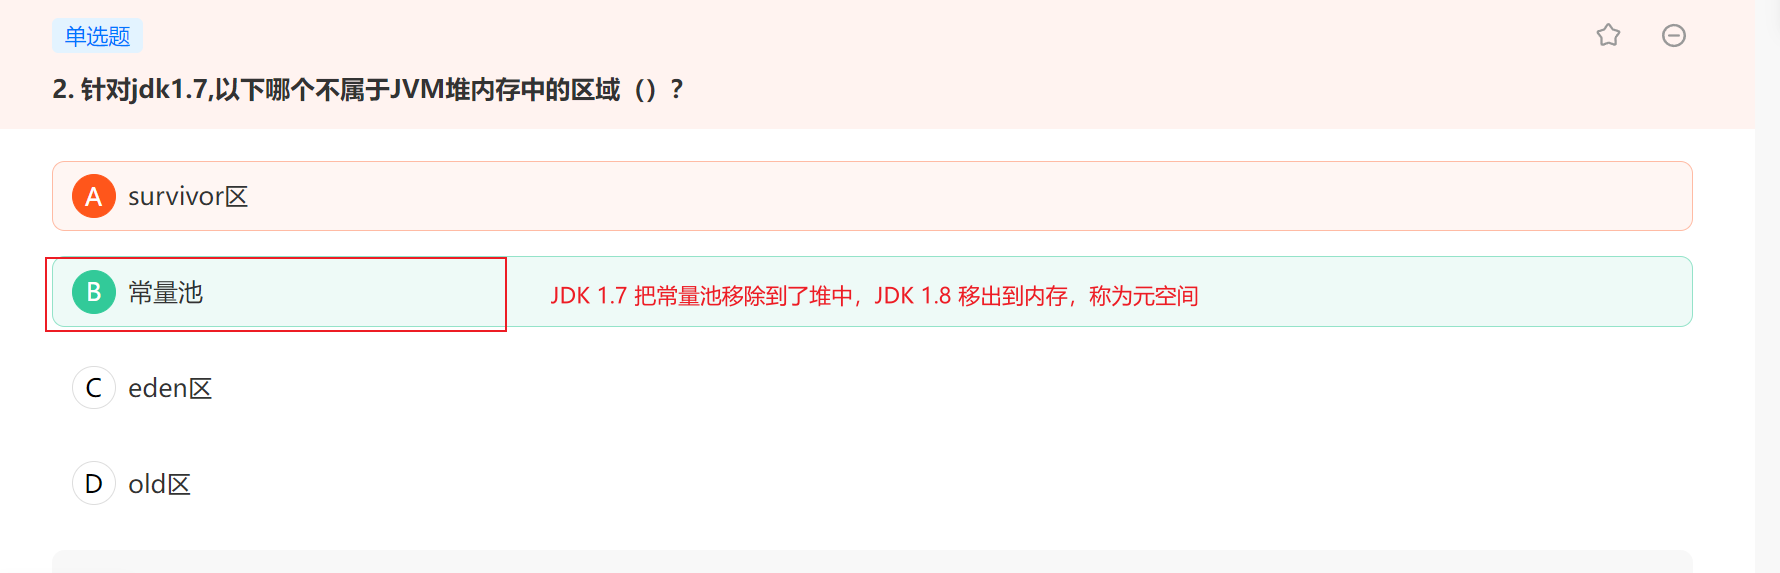 单选题
2. 针对jdk1.7,以下哪个不属于JVM堆内存中的区域（）？
A survivor区
B 常量池 JDK 1.7 把常量池移除到了堆中，JDK 1.8 移出到内存，称为元空间
C eden区
D old区